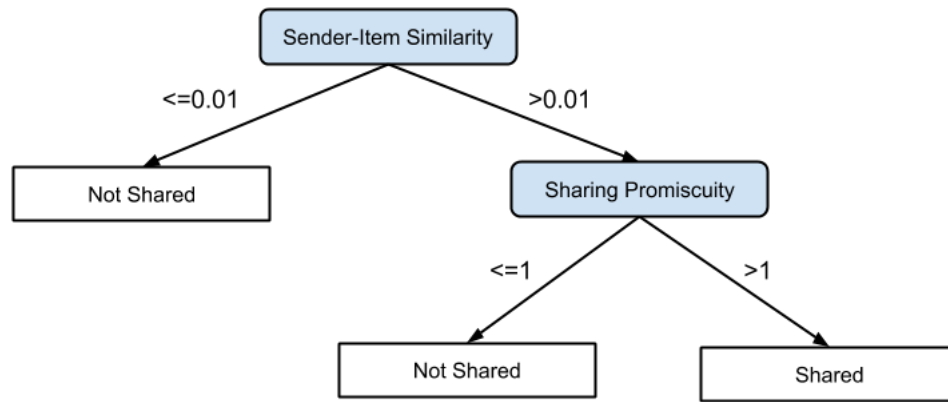 Sender-Item Similarity
<=0.01
>0.01
Not Shared
Sharing Promiscuity
<=1
>1
Not Shared
Shared